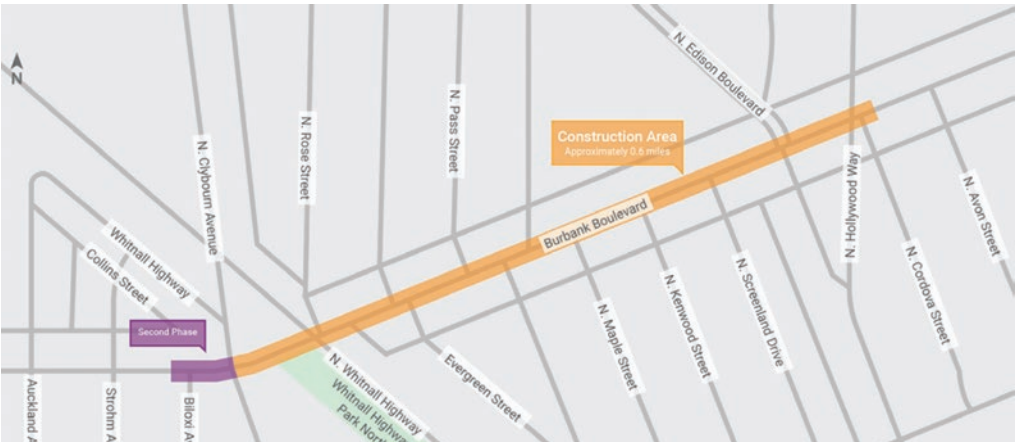 N
N. Edison Boulevard
N. Pass Street
N. Rose Street
Construction Area
Approximately 0.6 miles
N. Clybourn Avenue
N. Hollywood Way
N. Avon Street
Burbank Boulevard
Whitnall Highway
Collins Street
N. Cordova Street
N. Screenland Drive
N. Kenwood Street
N. Maple Street
Second Phase
Evergreen Street
N. Whitnall Highway
Whitnall Highway
Park North
Auckland A
Strohm A
Biloxi Av